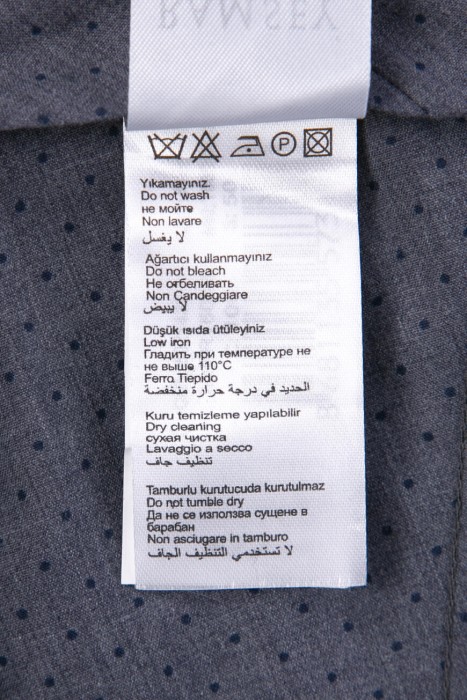 RAMSEY
P
Yıkamayınız.
Do not wash
не мойте
Non lavare
لا يغسل
Ağartıcı kullanmayınız
Do not bleach
Не отбеливать
Non Candeggiare
لا يبيض
Düşük ısıda ütüleyiniz
Low iron
Гладить при температуре не
не выше 110°C
Ferro Tiepido
الحديد في درجة حرارة منخفضة
Kuru temizleme yapılabilir
Dry cleaning
сухая чистка
Lavaggio a secco
تنظيف جاف
Tamburlu kurutucuda kurutulmaz
Do not tumble dry
Да не се използва сушене в
барабан
Non asciugare in tamburo
لا تستخدمي التنظيف الجاف